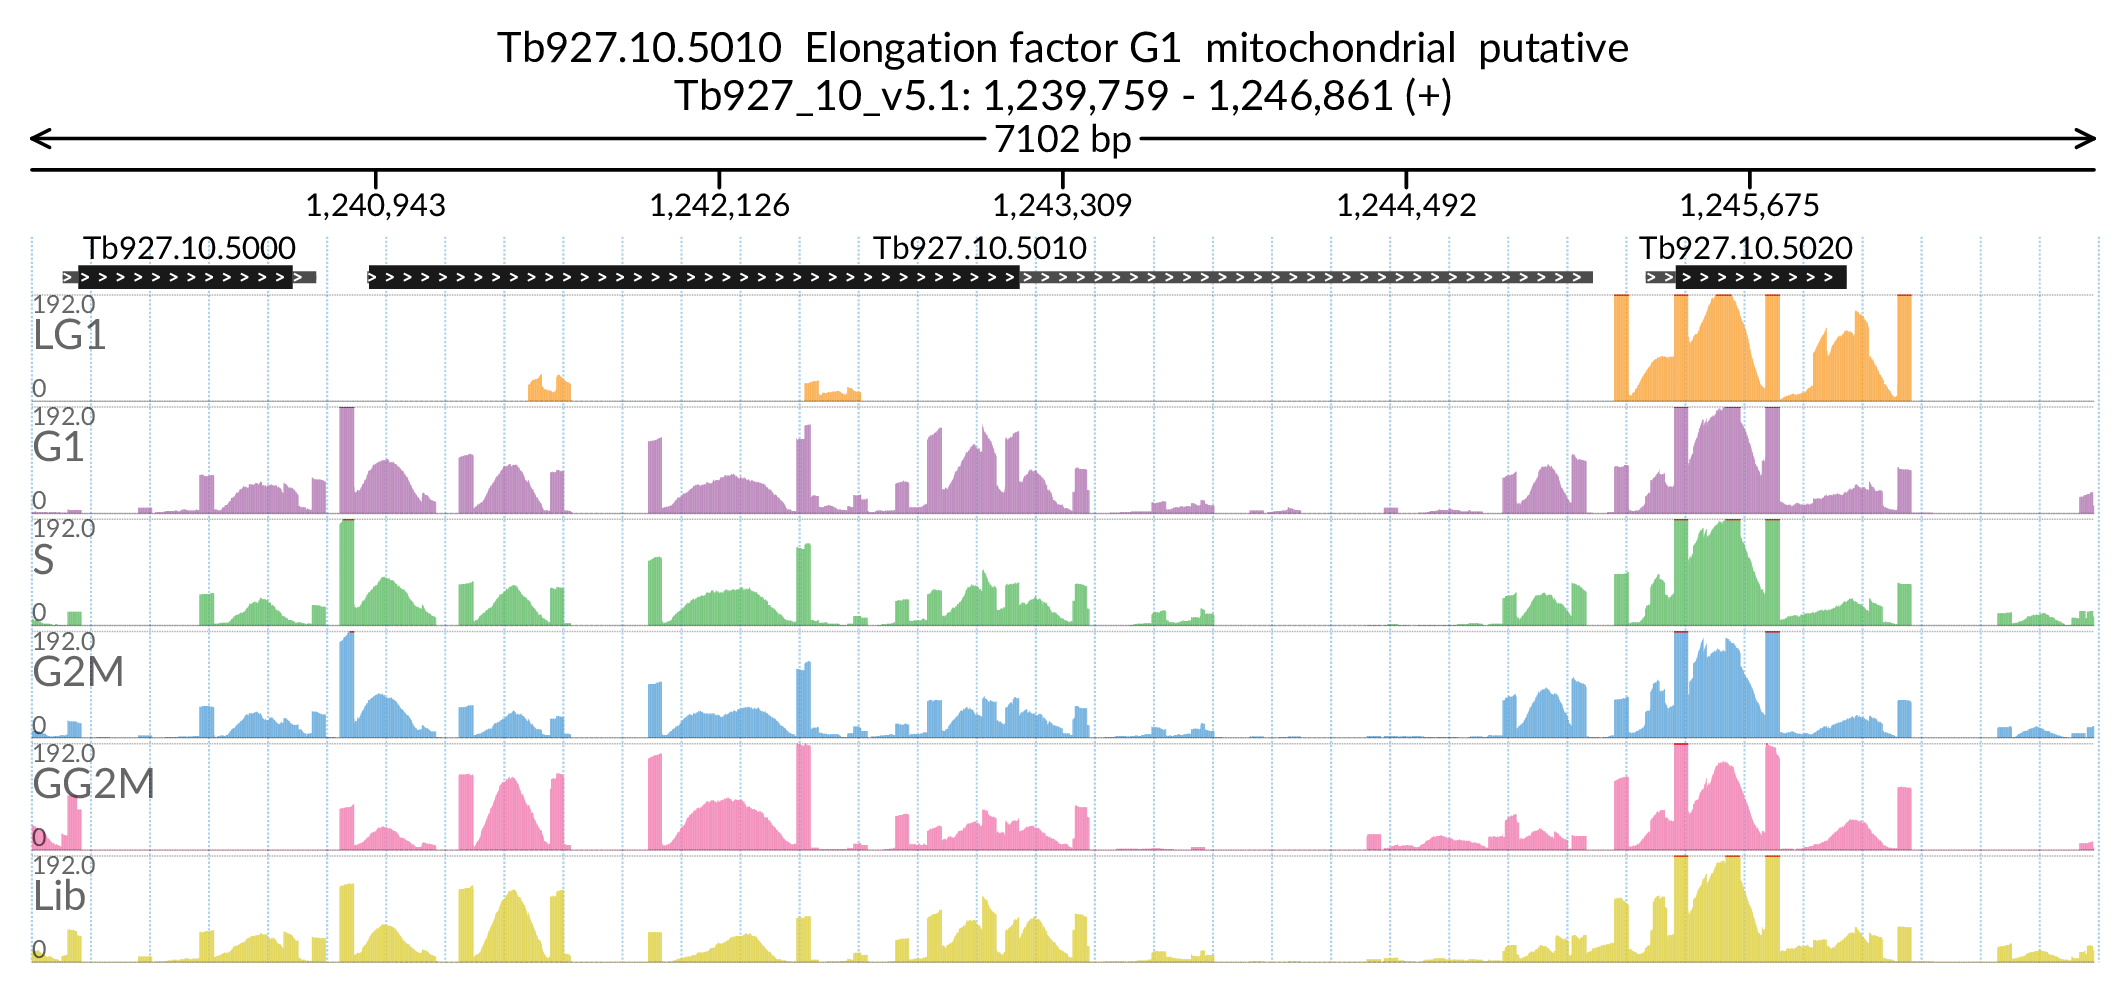 Tb927.10.5010 Elongation factor G1 mitochondrial putative
Tb927_10_v5.1: 1,239,759 - 1,246,861 (+)
7102 bp
1,240,943 1,242,126 1,243,309 1,244,492 1,245,675
Tb927.10.5000 Tb927.10.5010 Tb927.10.5020
192.0
LG1
0
192.0
G1
0
192.0
S
0
192.0
G2M
0
192.0
GG2M
0
192.0
Lib
0